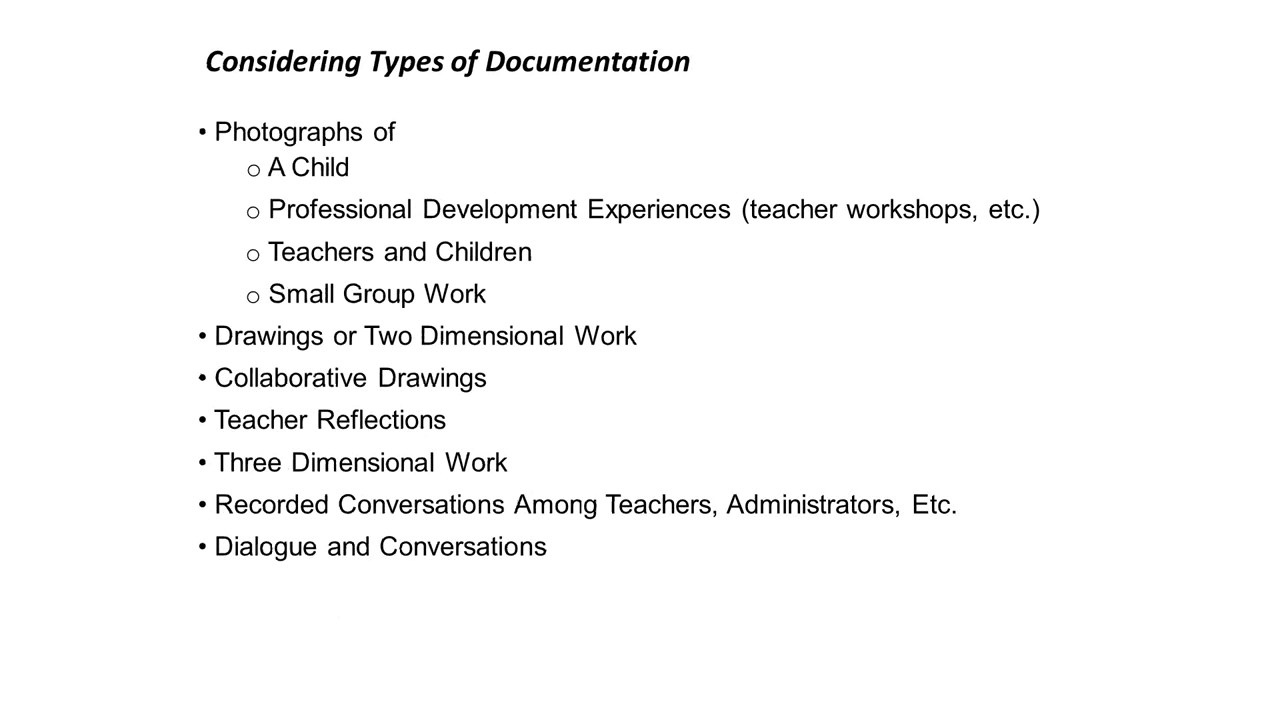 Considering Types of Documentation
• Photographs of
o A Child
o Professional Development Experiences (teacher workshops, etc.)
o Teachers and Children
o Small Group Work
• Drawings or Two Dimensional Work
• Collaborative Drawings
• Teacher Reflections
• Three Dimensional Work
• Recorded Conversations Among Teachers, Administrators, Etc.
• Dialogue and Conversations